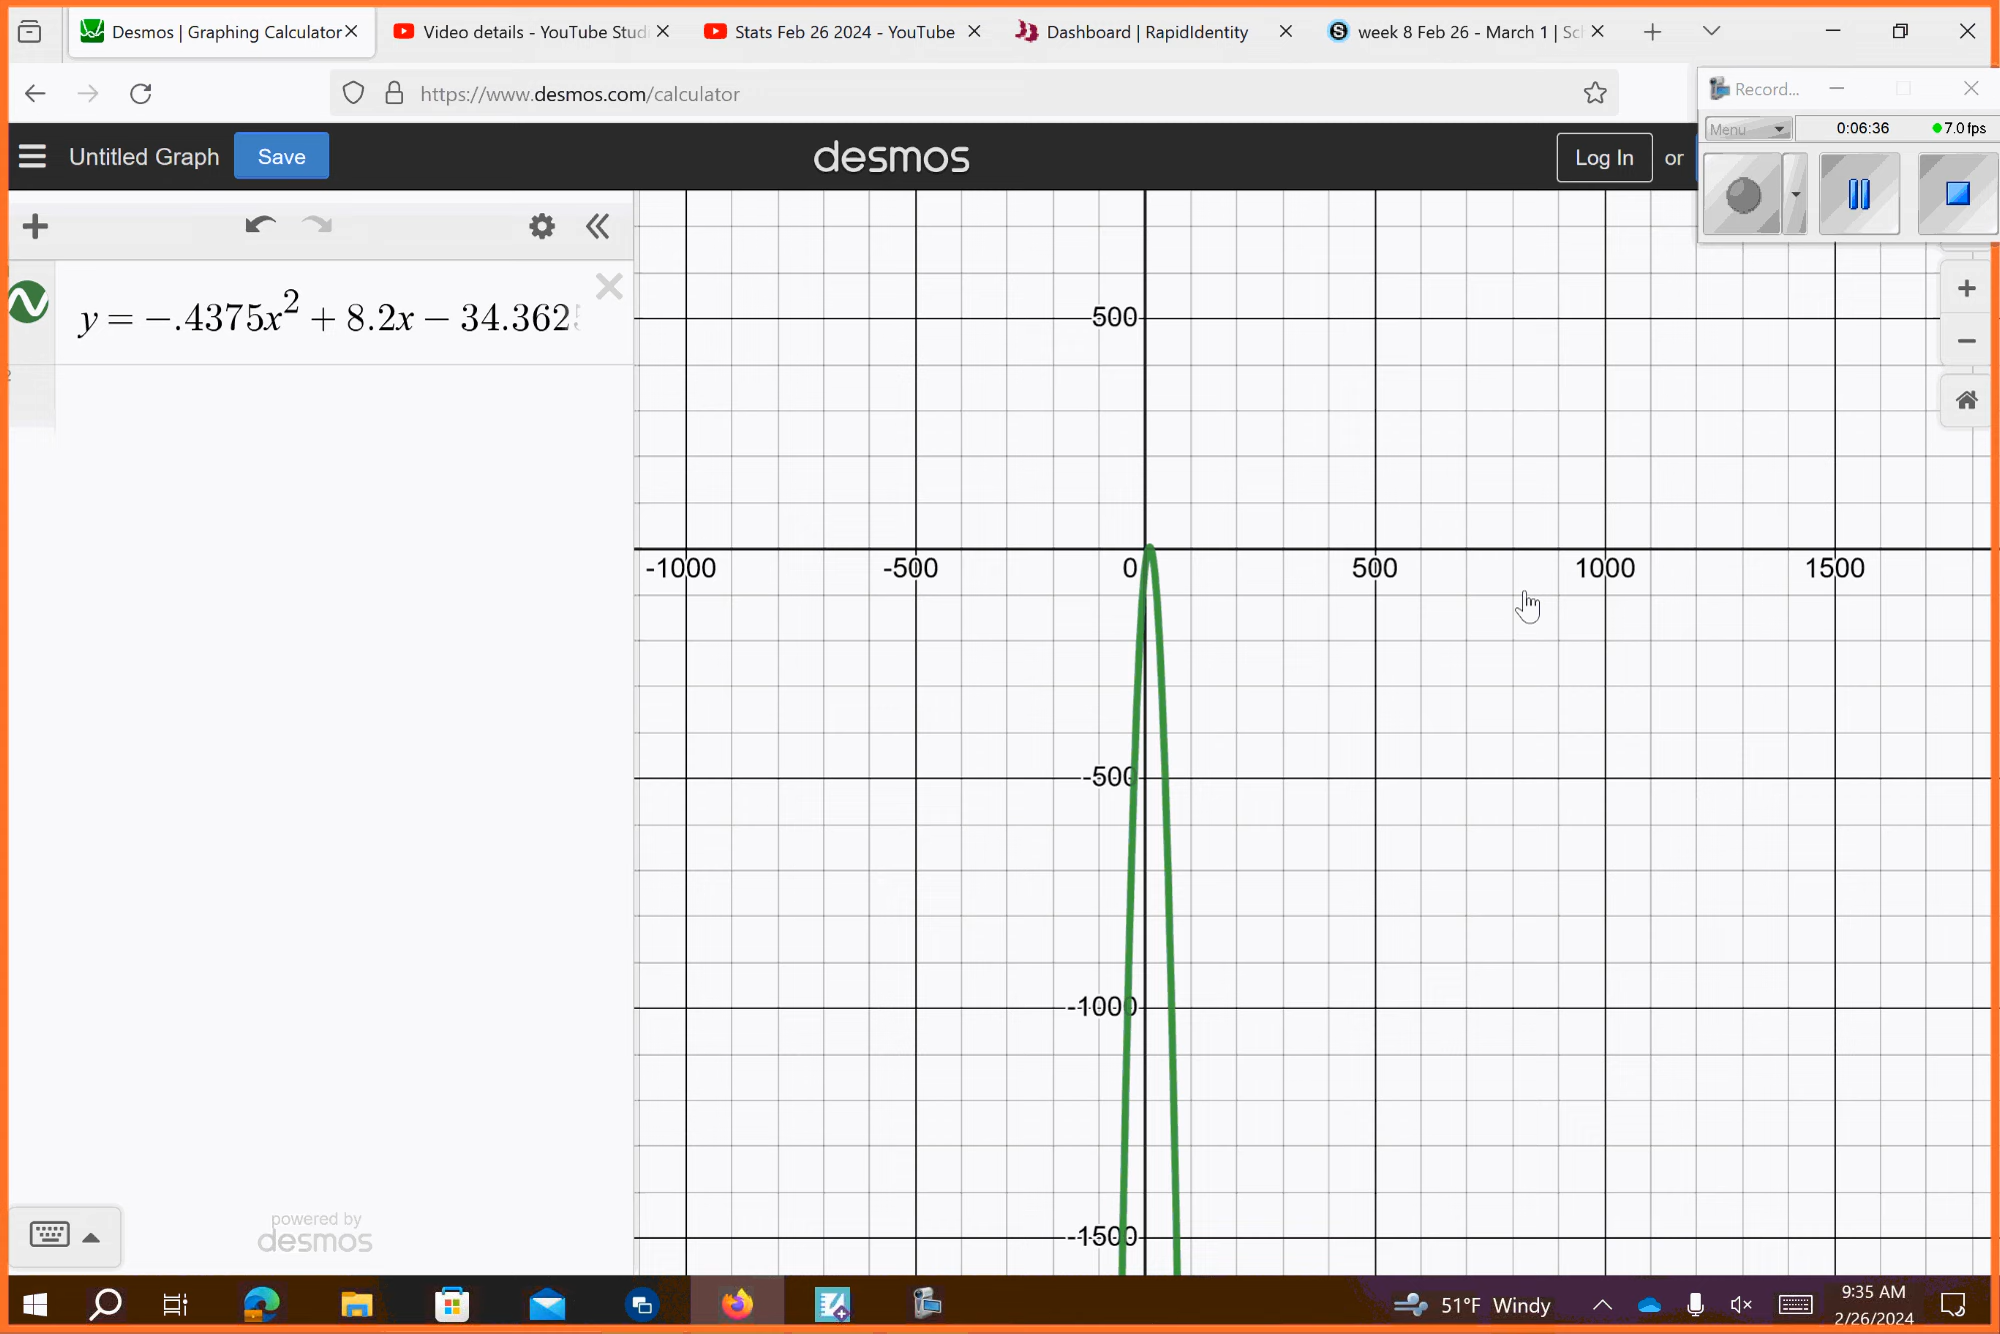 Desmos | Graphing Calculator
Video details - YouTube Stud
Stats Feb 26 2024 - YouTube
Dashboard | RapidIdentity
week 8 Feb 26 - March 1 | Sc
https://www.desmos.com/calculator
Record...
Menu
0:06:36
7.0 fps
Untitled Graph
Save
desmos
Log In
or
y = −.4375x² + 8.2x − 34.362
2
500
-1000
-500
0
500
1000
1500
-500
-1000
-1500
powered by
desmos
51°F Windy
9:35 AM
2/26/2024